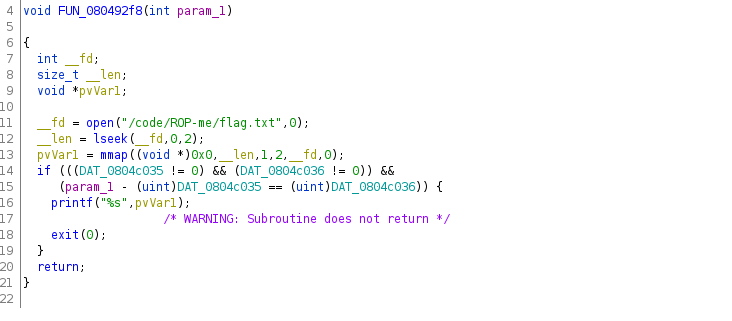 4 void FUN_080492f8(int param_1)
5
6 {
7 int __fd;
8 size_t __len;
9 void *pvVar1;
10
11 __fd = open("/code/ROP-me/flag.txt",0);
12 __len = lseek(__fd,0,2);
13 pvVar1 = mmap((void *)0x0,__len,1,2,__fd,0);
14 if (((DAT_0804c035 != 0) && (DAT_0804c036 != 0)) &&
15 (param_1 - (uint)DAT_0804c035 == (uint)DAT_0804c036)) {
16 printf("%s",pvVar1);
17 /* WARNING: Subroutine does not return */
18 exit(0);
19 }
20 return;
21 }
22